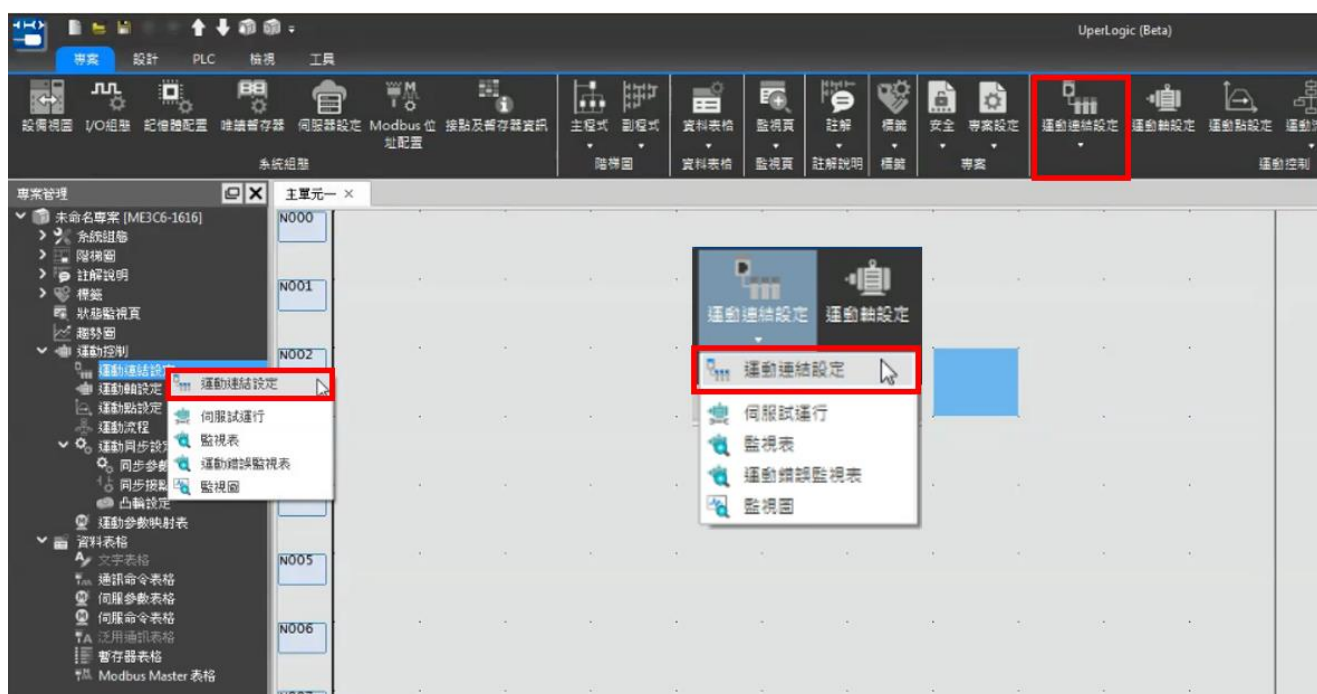 UperLogic (Beta)
專案 設計 PLC 檢視 工具
設備視圖 I/O組態 記憶體配置 唯讀暫存器 伺服器設定 Modbus 位址配置 接點及暫存器資訊 主程式 副程式 資料表格 監視頁 註解 標籤 安全 專案設定 運動連結設定 運動軸設定 運動點設定
系統組態 階梯圖 資料表格 監視頁 註解說明 標籤 專案 運動控制
專案管理
主單元一 ×
未命名專案 [ME3C6-1616]
系統組態
階梯圖
註解說明
標籤
狀態監視頁
趨勢圖
運動控制
運動連結設定
運動軸設定
運動點設定
運動流程
運動同步設
同步參數
同步接點
凸輪設定
運動參數映射表
資料表格
文字表格
通訊命令表格
伺服參數表格
伺服命令表格
泛用通訊表格
暫存器表格
Modbus Master 表格
運動連結設定
伺服試運行
監視表
運動錯誤監視表
監視圖
N000
N001
N002
N005
N006
運動連結設定 運動軸設定
運動連結設定
伺服試運行
監視表
運動錯誤監視表
監視圖